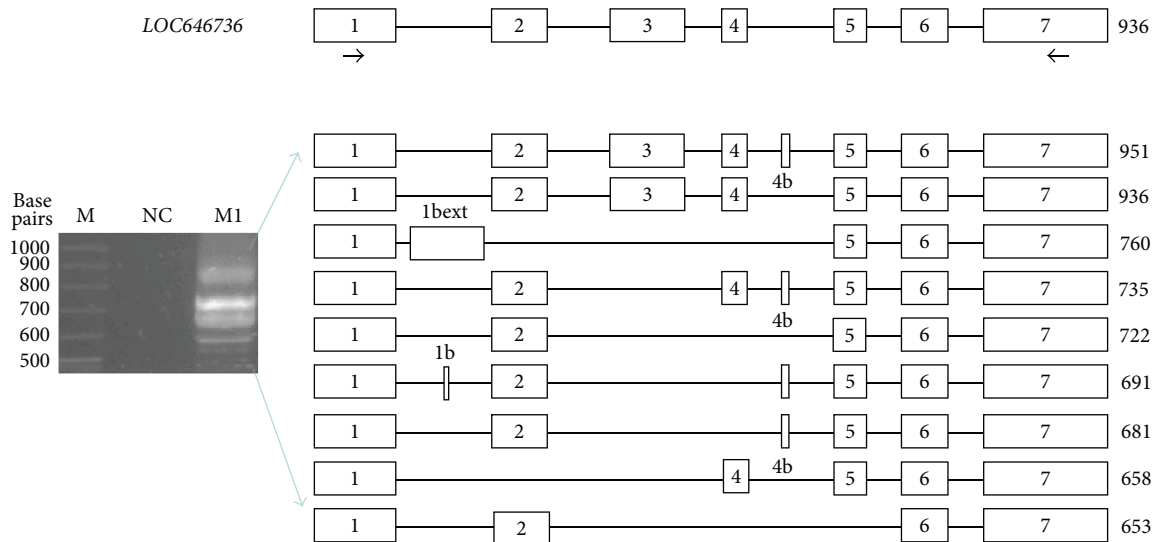 LOC646736 1 2 3 4 5 6 7 936
1 2 3 4 5 6 7 951
4b
1 2 3 4 5 6 7 936
1bext
1 5 6 7 760
1 2 4 5 6 7 735
4b
1 2 5 6 7 722
1b
1 2 5 6 7 691
1 2 5 6 7 681
4b
1 4 5 6 7 658
1 2 6 7 653
Base
pairs M NC M1
1000
900
800
700
600
500